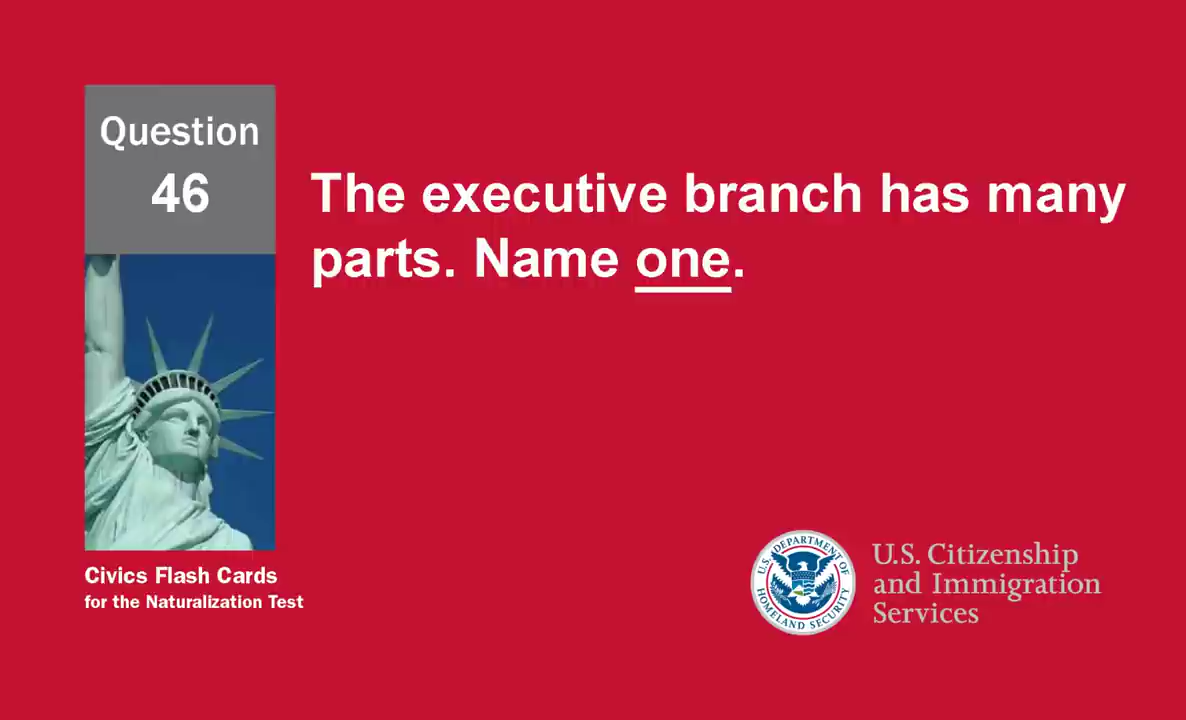 Question
46
The executive branch has many
parts. Name one.
Civics Flash Cards
for the Naturalization Test
U.S. DEPARTMENT OF
HOMELAND SECURITY
U.S. Citizenship
and Immigration
Services